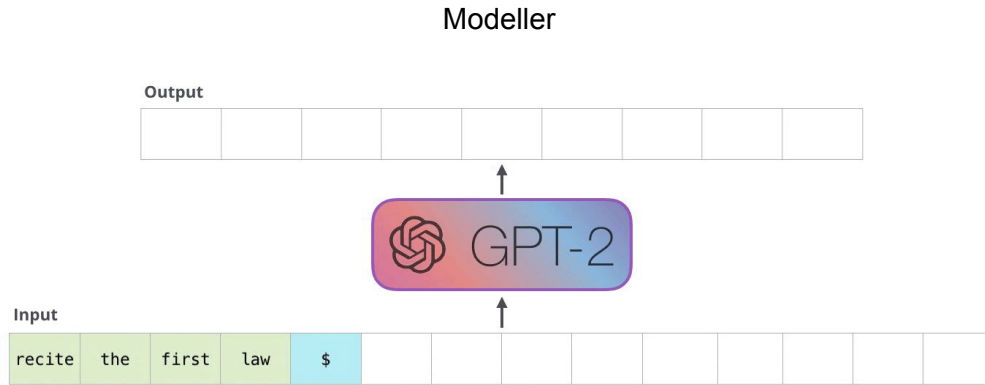 Modeller
Output
GPT-2
Input
recite the first law $